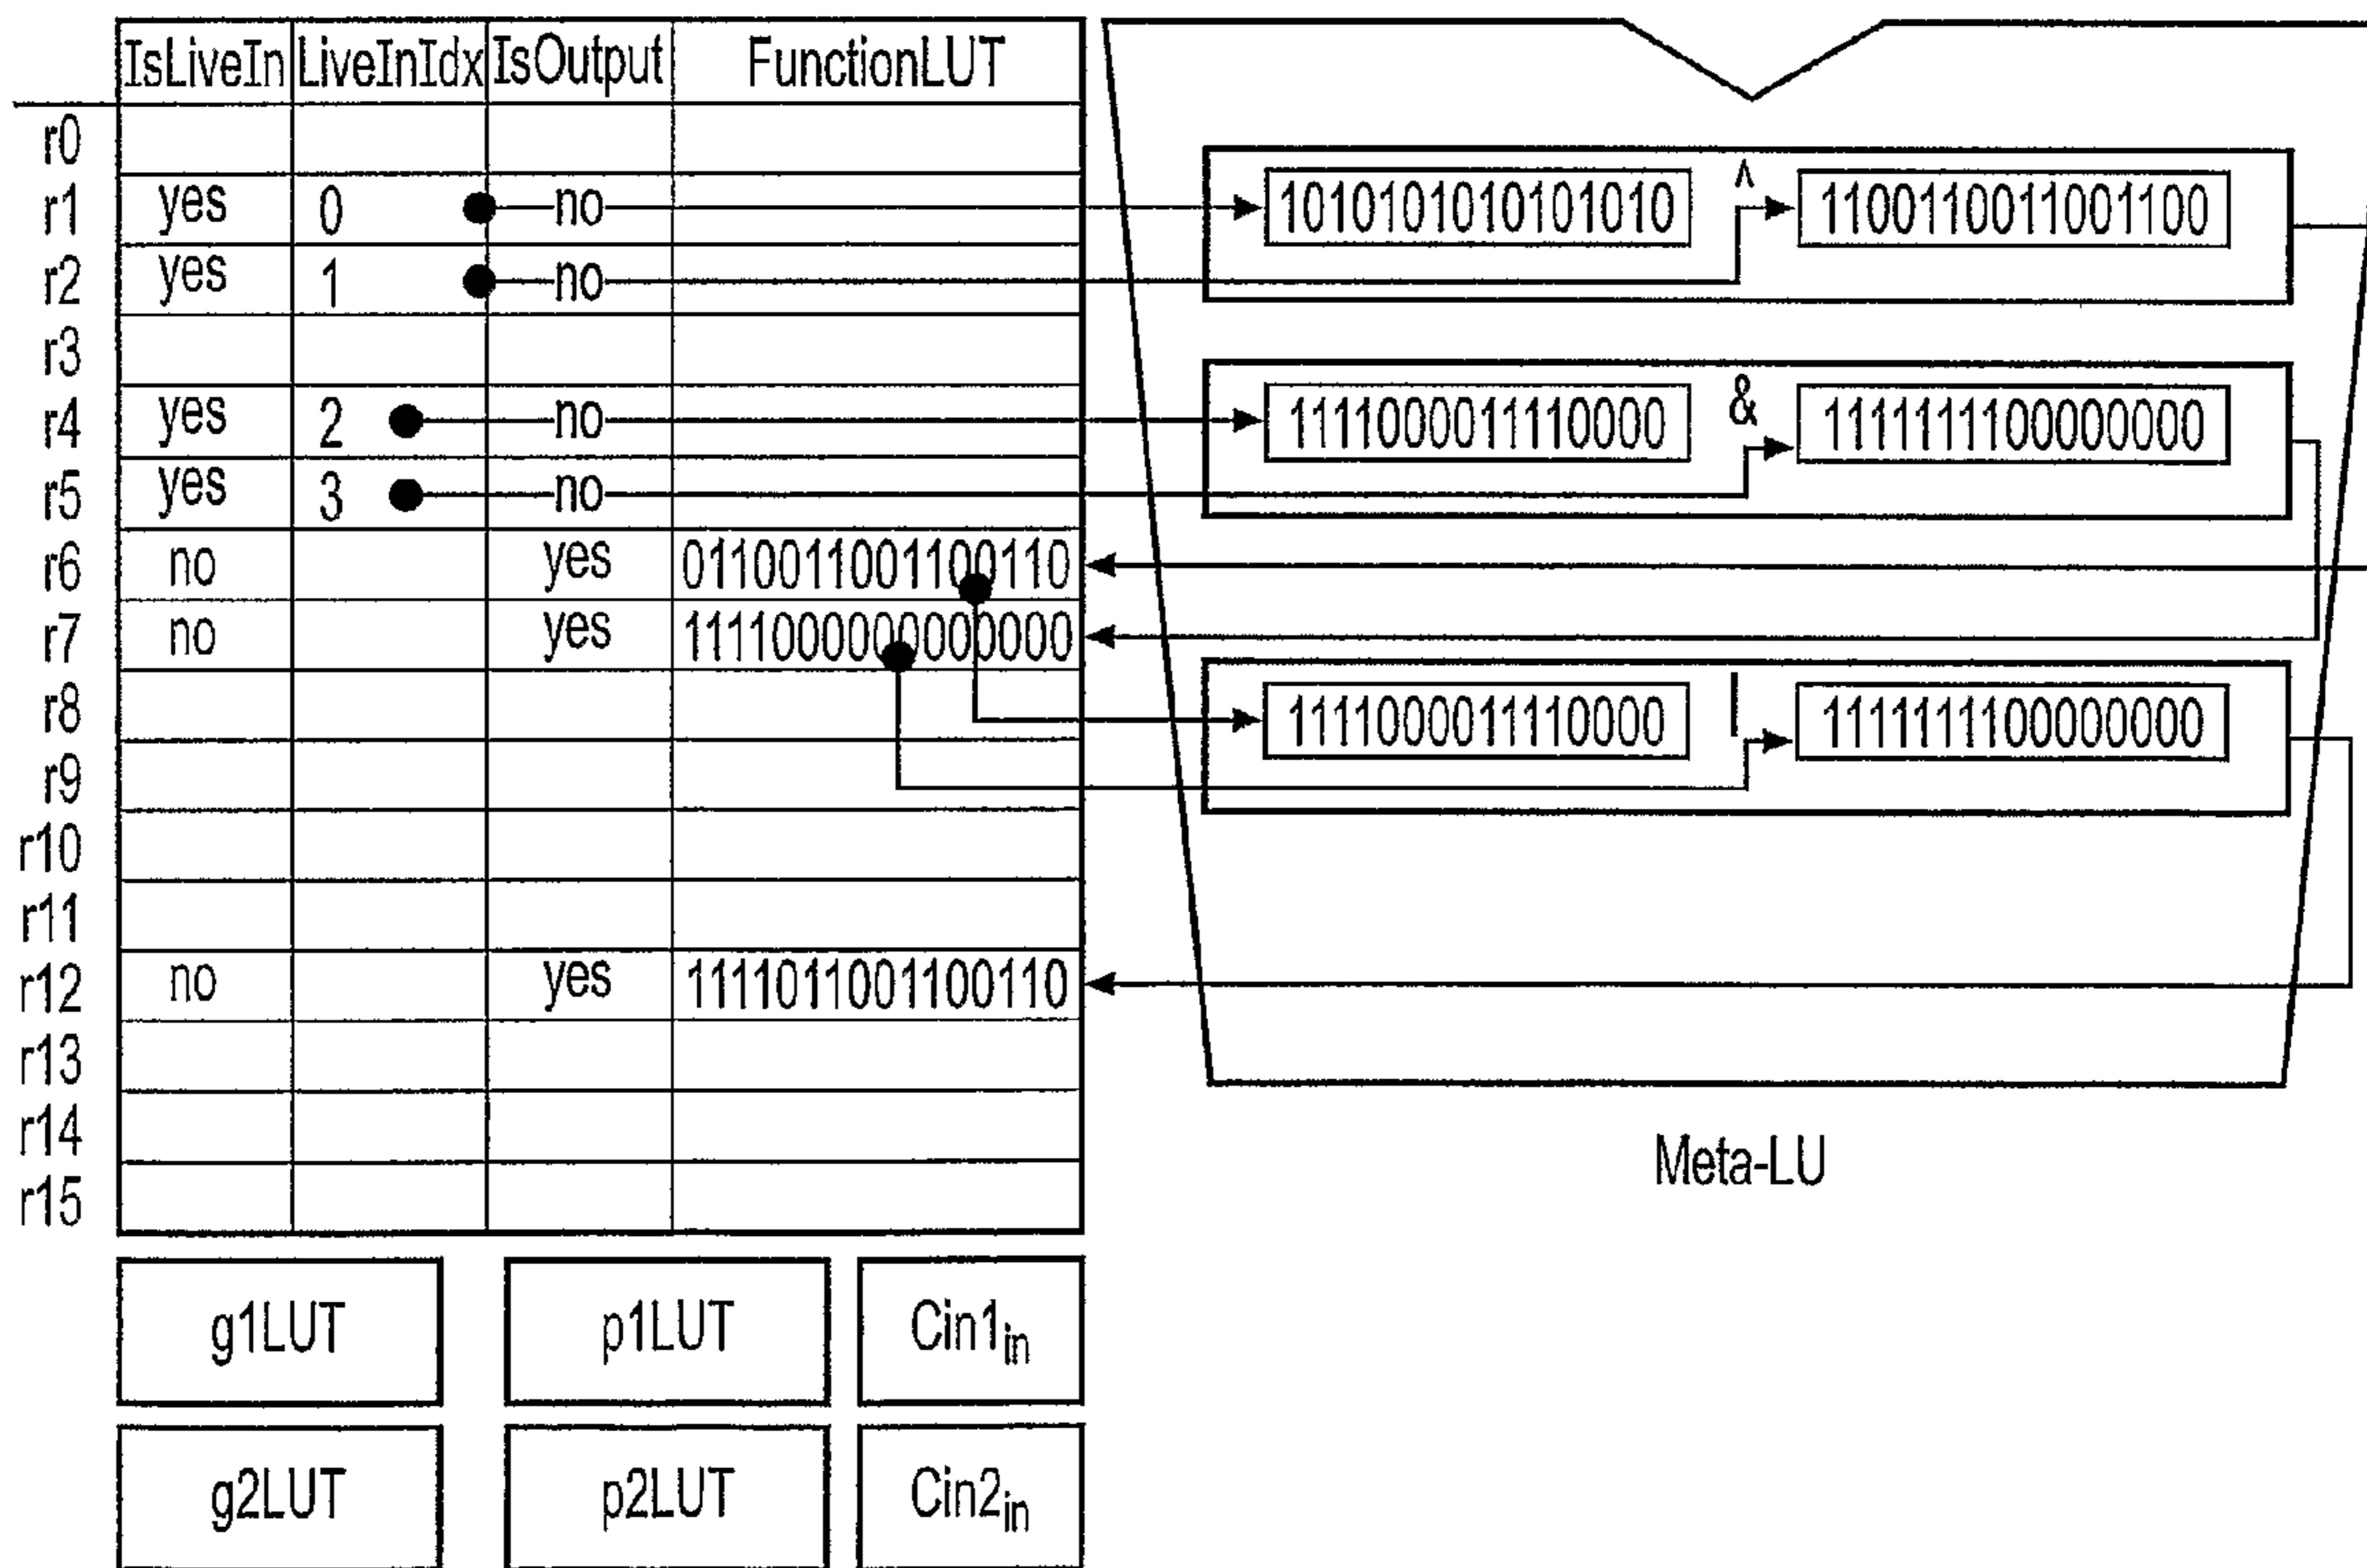 IsLiveIn LiveInIdx IsOutput FunctionLUT
r0
r1 yes 0 no 1010101010101010 ^ 1100110011001100
r2 yes 1 no
r3
r4 yes 2 no 1111000011110000 & 1111111100000000
r5 yes 3 no
r6 no yes 0110011001100110
r7 no yes 1111000000000000
r8 1111000011110000 | 1111111100000000
r9
r10
r11
r12 no yes 1111011001100110
r13
r14
r15
Meta-LU
g1LUT p1LUT Cin1in
g2LUT p2LUT Cin2in